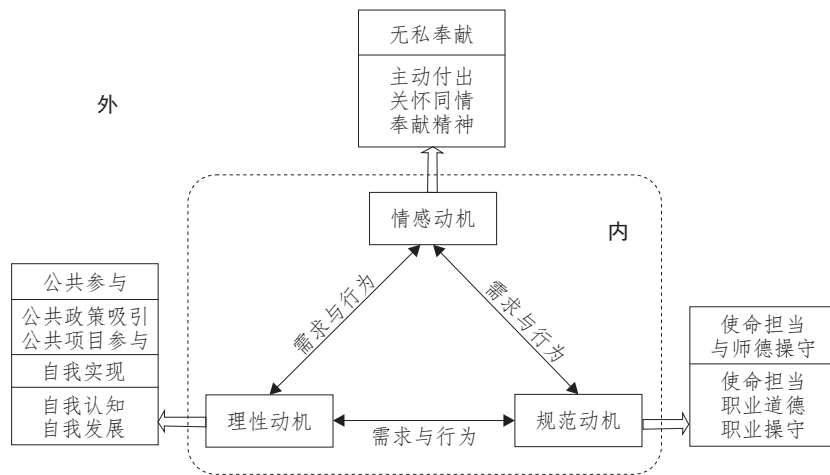 无私奉献
主动付出
关怀同情
奉献精神
外
情感动机
内
公共参与
公共政策吸引
公共项目参与
自我实现
自我认知
自我发展
需求与行为
需求与行为
使命担当
与师德操守
使命担当
职业道德
职业操守
理性动机
需求与行为
规范动机